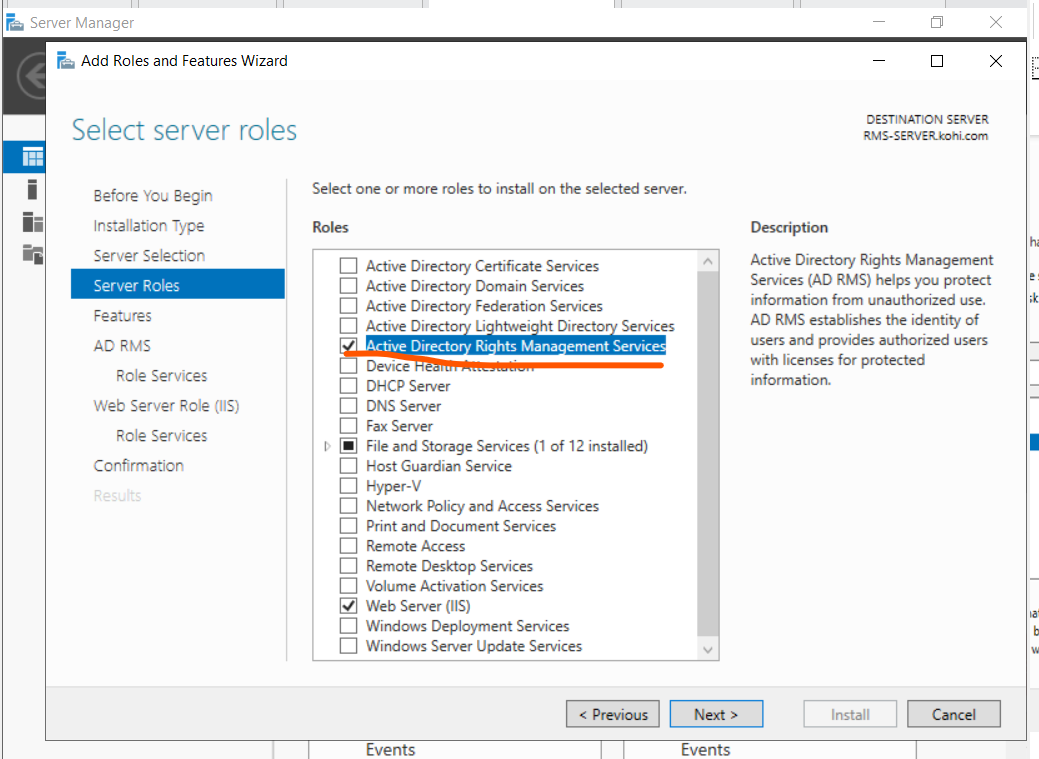 Server Manager
Add Roles and Features Wizard
Select server roles
DESTINATION SERVER
RMS-SERVER.kohi.com
Before You Begin
Installation Type
Server Selection
Server Roles
Features
AD RMS
Role Services
Web Server Role (IIS)
Role Services
Confirmation
Results
Select one or more roles to install on the selected server.
Roles
Active Directory Certificate Services
Active Directory Domain Services
Active Directory Federation Services
Active Directory Lightweight Directory Services
Active Directory Rights Management Services
Device Health Attestation
DHCP Server
DNS Server
Fax Server
File and Storage Services (1 of 12 installed)
Host Guardian Service
Hyper-V
Network Policy and Access Services
Print and Document Services
Remote Access
Remote Desktop Services
Volume Activation Services
Web Server (IIS)
Windows Deployment Services
Windows Server Update Services
Description
Active Directory Rights Management
Services (AD RMS) helps you protect
information from unauthorized use.
AD RMS establishes the identity of
users and provides authorized users
with licenses for protected
information.
< Previous
Next >
Install
Cancel
Events
Events